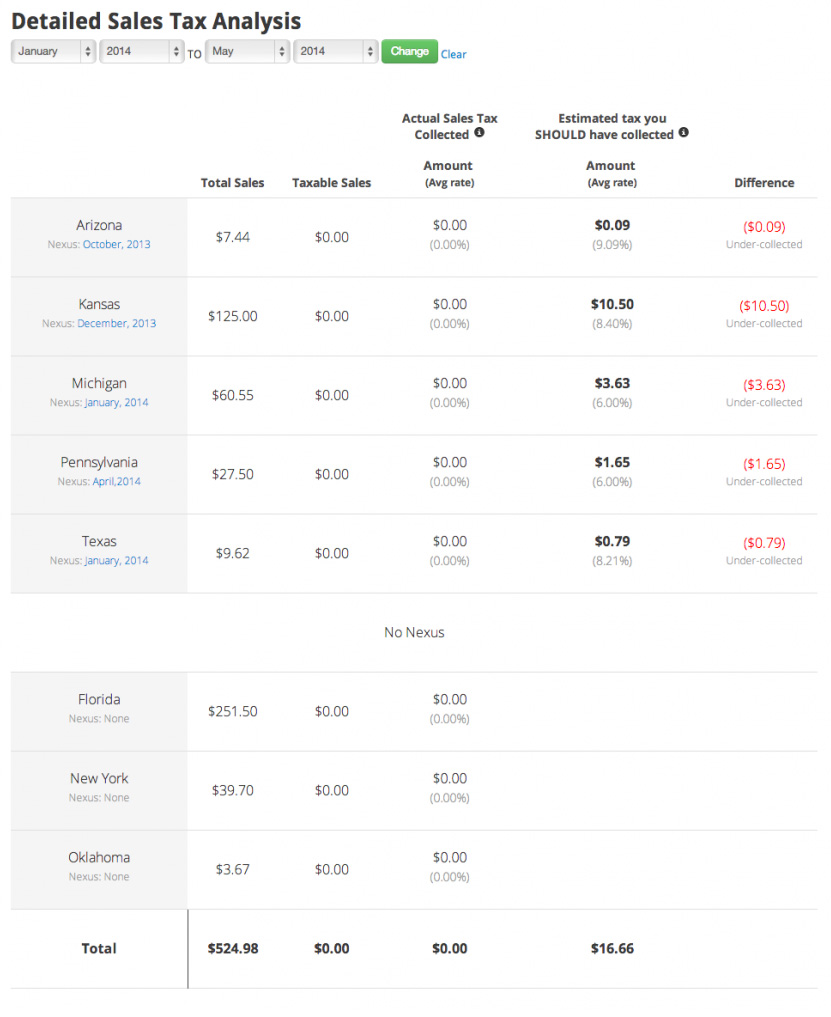 Detailed Sales Tax Analysis
January 2014 TO May 2014 Change Clear
Actual Sales Tax Collected Estimated tax you SHOULD have collected
Total Sales Taxable Sales Amount (Avg rate) Amount (Avg rate) Difference
Arizona $7.44 $0.00 $0.00 $0.09 ($0.09)
Nexus: October, 2013 (0.00%) (9.09%) Under-collected
Kansas $125.00 $0.00 $0.00 $10.50 ($10.50)
Nexus: December, 2013 (0.00%) (8.40%) Under-collected
Michigan $60.55 $0.00 $0.00 $3.63 ($3.63)
Nexus: January, 2014 (0.00%) (6.00%) Under-collected
Pennsylvania $27.50 $0.00 $0.00 $1.65 ($1.65)
Nexus: April,2014 (0.00%) (6.00%) Under-collected
Texas $9.62 $0.00 $0.00 $0.79 ($0.79)
Nexus: January, 2014 (0.00%) (8.21%) Under-collected
No Nexus
Florida $251.50 $0.00 $0.00
Nexus: None (0.00%)
New York $39.70 $0.00 $0.00
Nexus: None (0.00%)
Oklahoma $3.67 $0.00 $0.00
Nexus: None (0.00%)
Total $524.98 $0.00 $0.00 $16.66